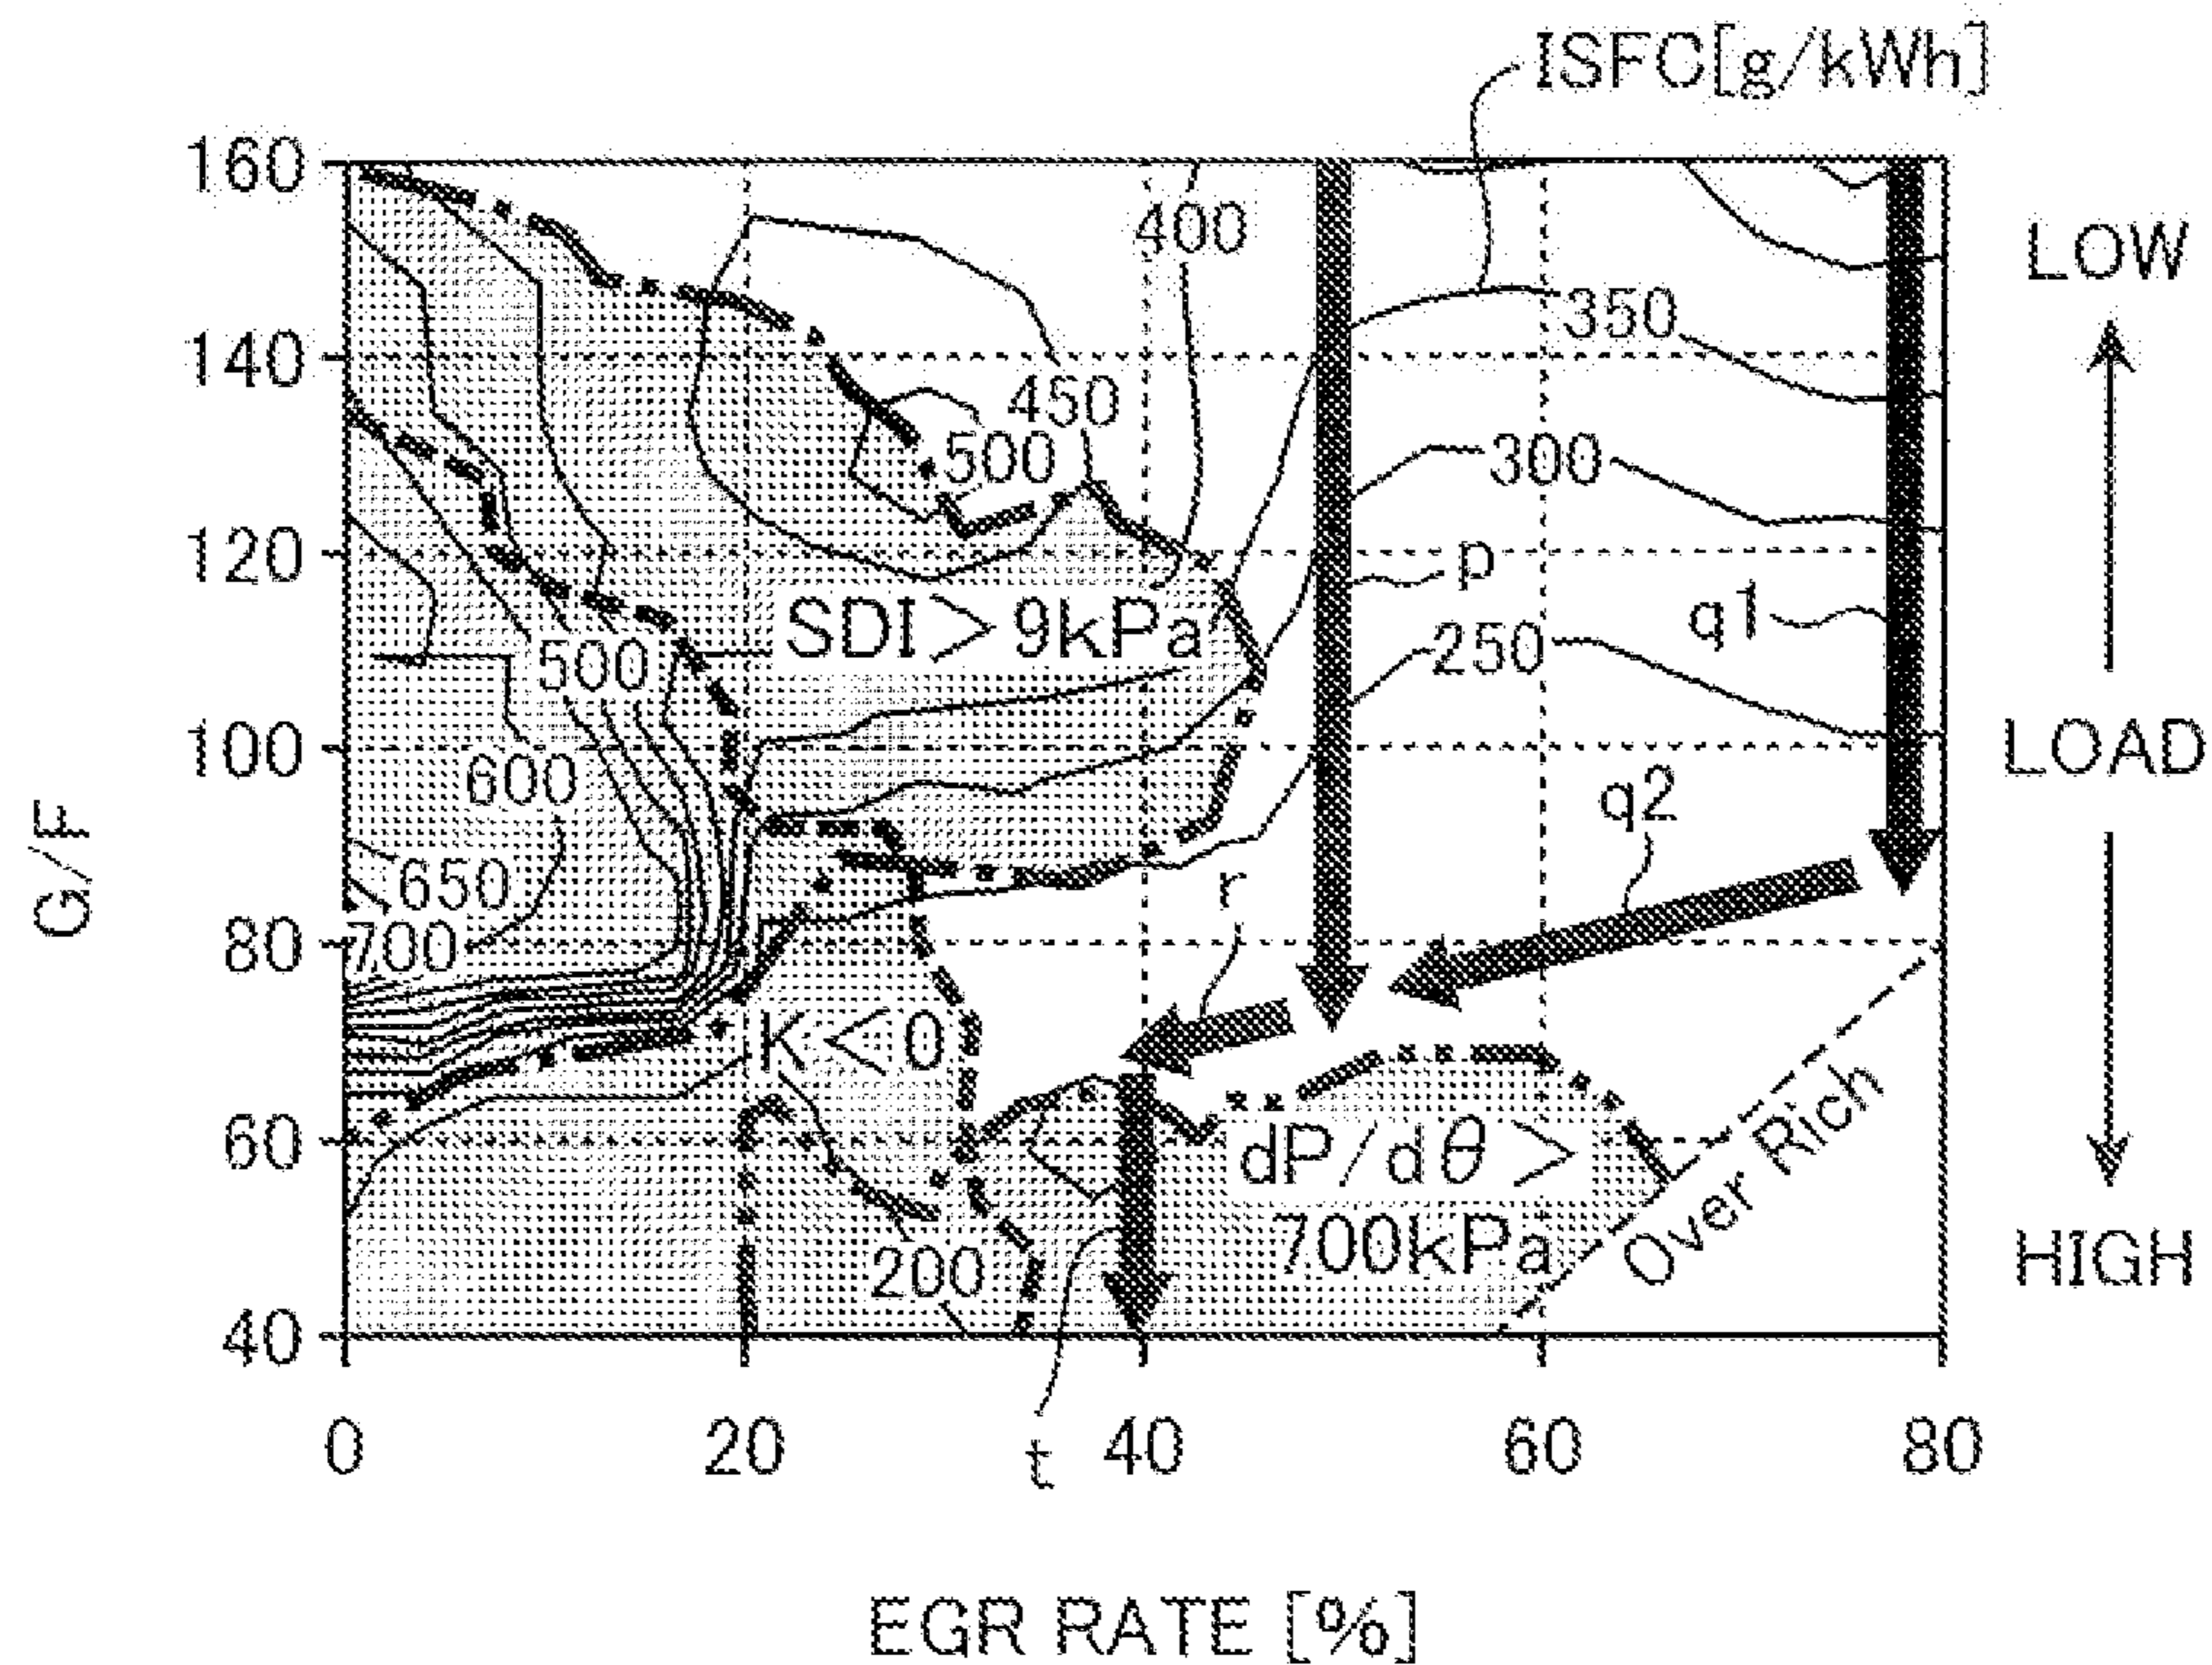 ISFC[g/kWh]
160
400
LOW
350
140
450
500
300
120
p
SDI>9kPa
q1
250
500
100
LOAD
600
q2
G/F
650
r
80
700
K<0
60
dP/dθ>
Over Rich
700kPa
200
HIGH
40
0
20
t
40
60
80
EGR RATE [%]